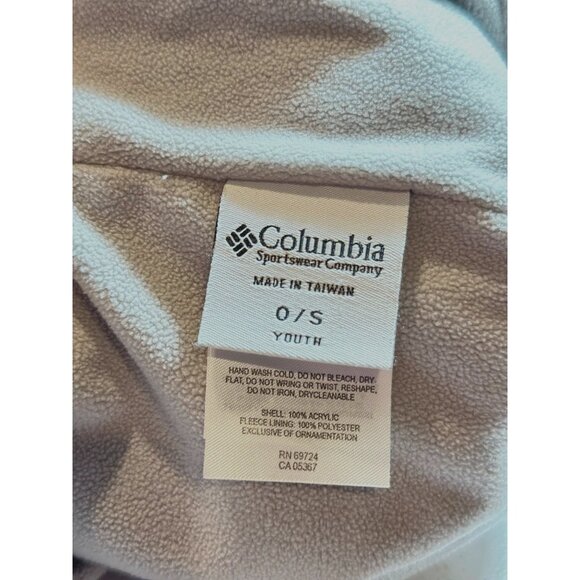 Columbia
Sportswear Company
MADE IN TAIWAN
O/S
YOUTH
HAND WASH COLD, DO NOT BLEACH, DRY-
FLAT, DO NOT WRING OR TWIST, RESHAPE,
DO NOT IRON, DRYCLEANABLE
SHELL: 100% ACRYLIC
FLEECE LINING: 100% POLYESTER
EXCLUSIVE OF ORNAMENTATION
RN 69724
CA 05367